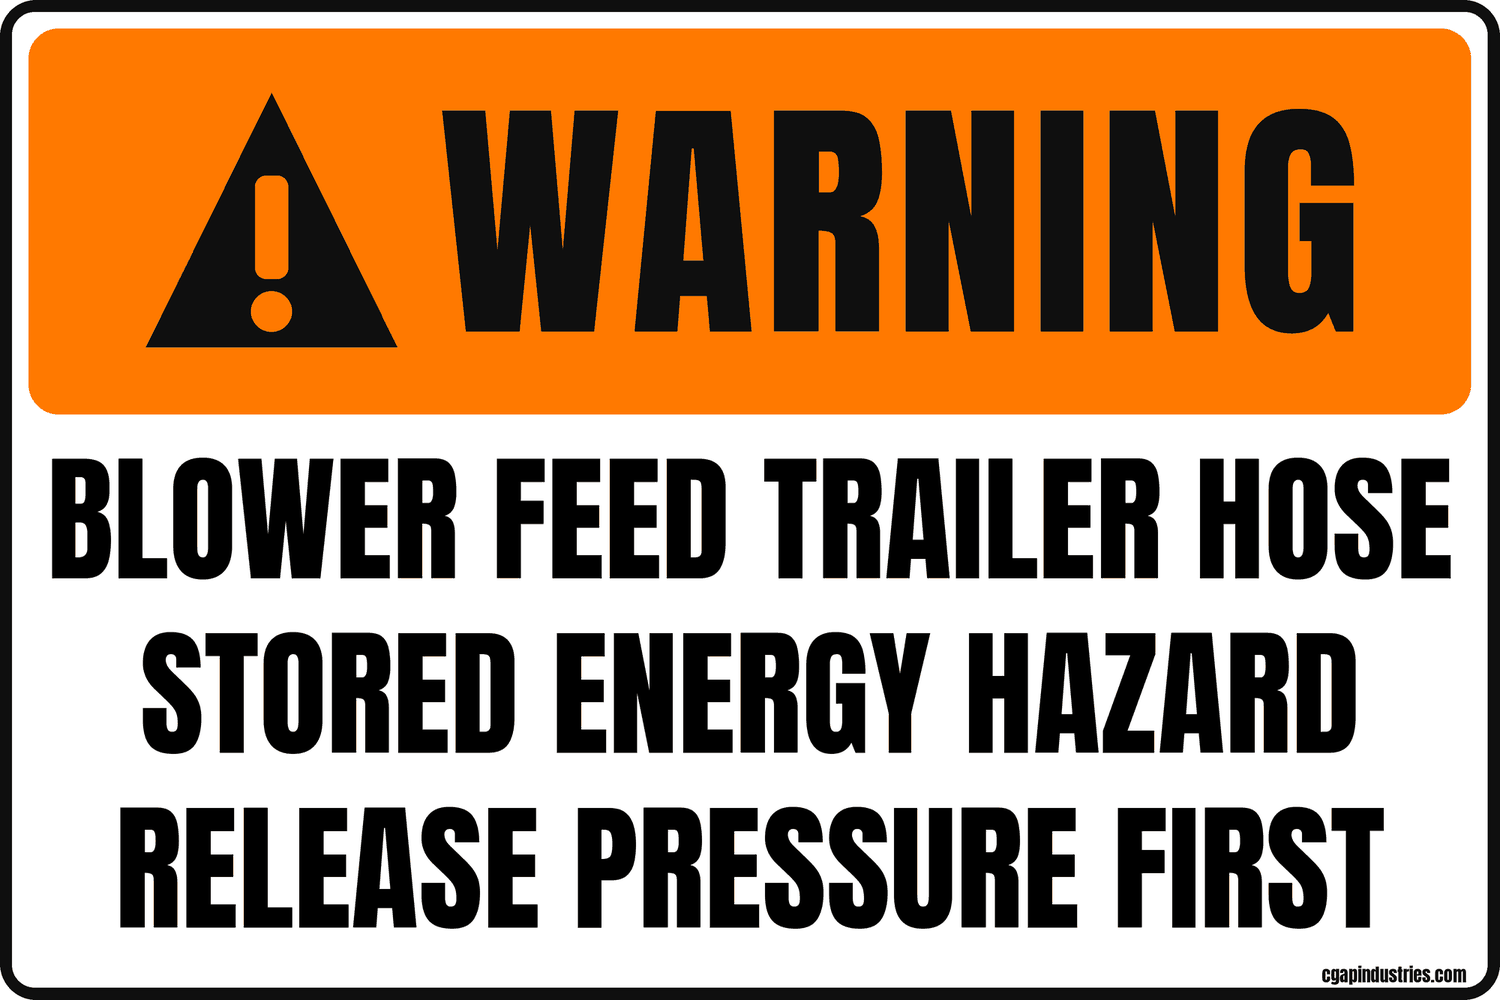 WARNING
BLOWER FEED TRAILER HOSE
STORED ENERGY HAZARD
RELEASE PRESSURE FIRST
cgapindustries.com